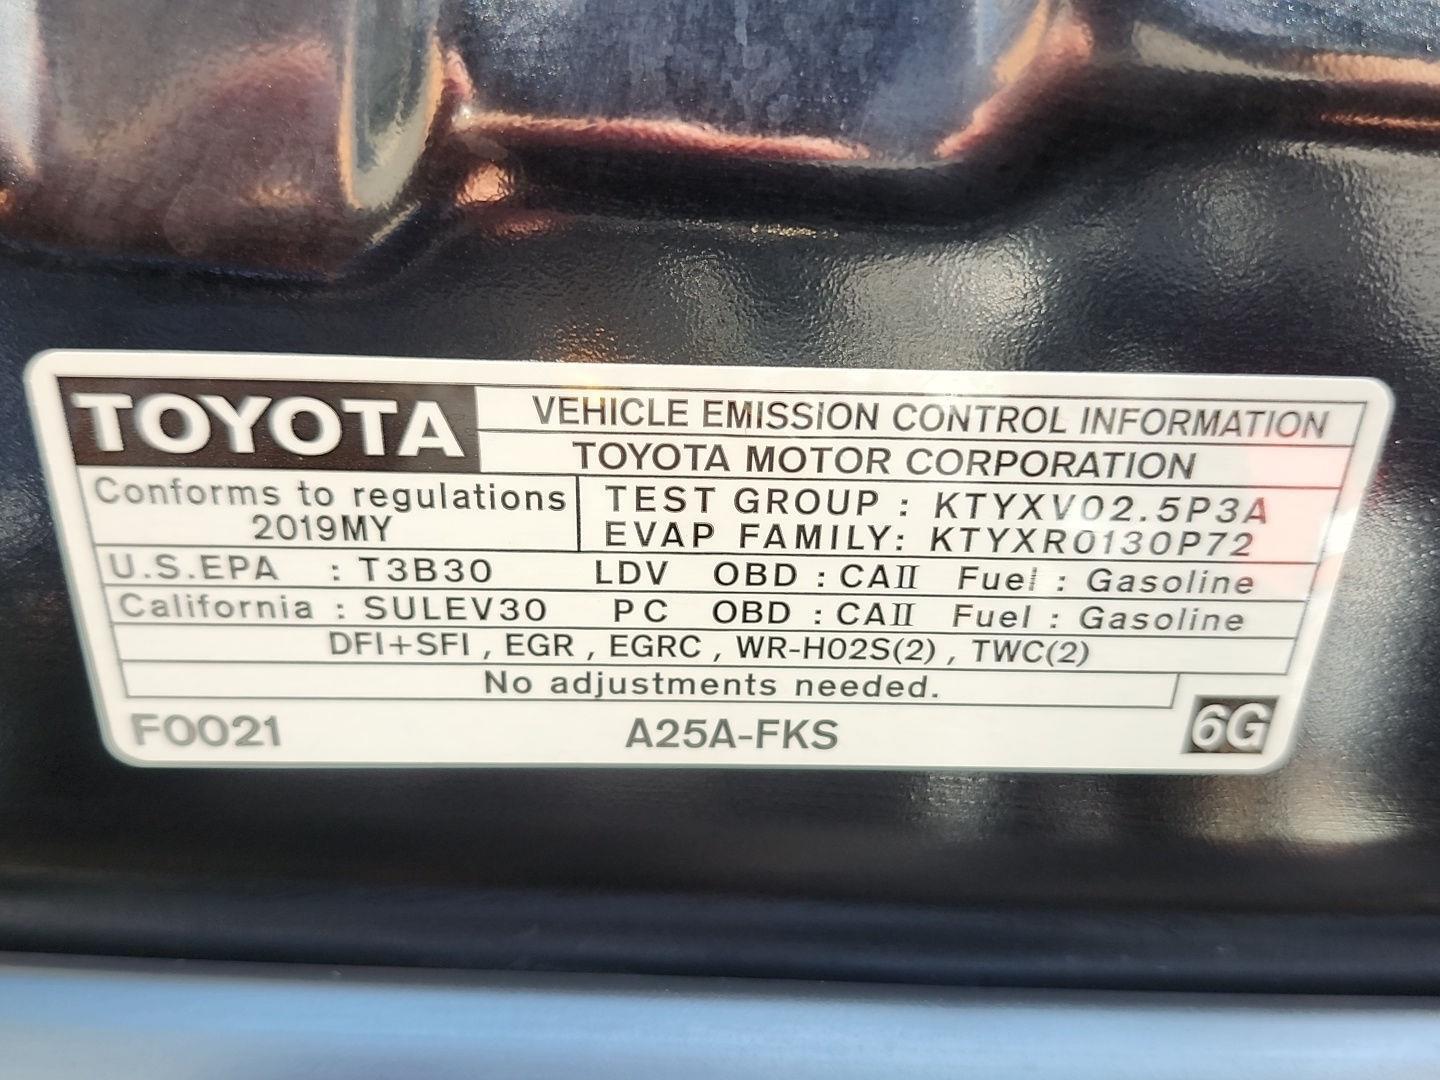 TOYOTA
VEHICLE EMISSION CONTROL INFORMATION
TOYOTA MOTOR CORPORATION
Conforms to regulations
2019MY
TEST GROUP : KTYXV02.5P3A
EVAP FAMILY: KTYXR0130P72
U.S.EPA : T3B30 LDV OBD : CAII Fuel : Gasoline
California : SULEV30 PC OBD : CAII Fuel : Gasoline
DFI+SFI , EGR , EGRC , WR-HO2S(2) , TWC(2)
No adjustments needed.
F0021 A25A-FKS 6G